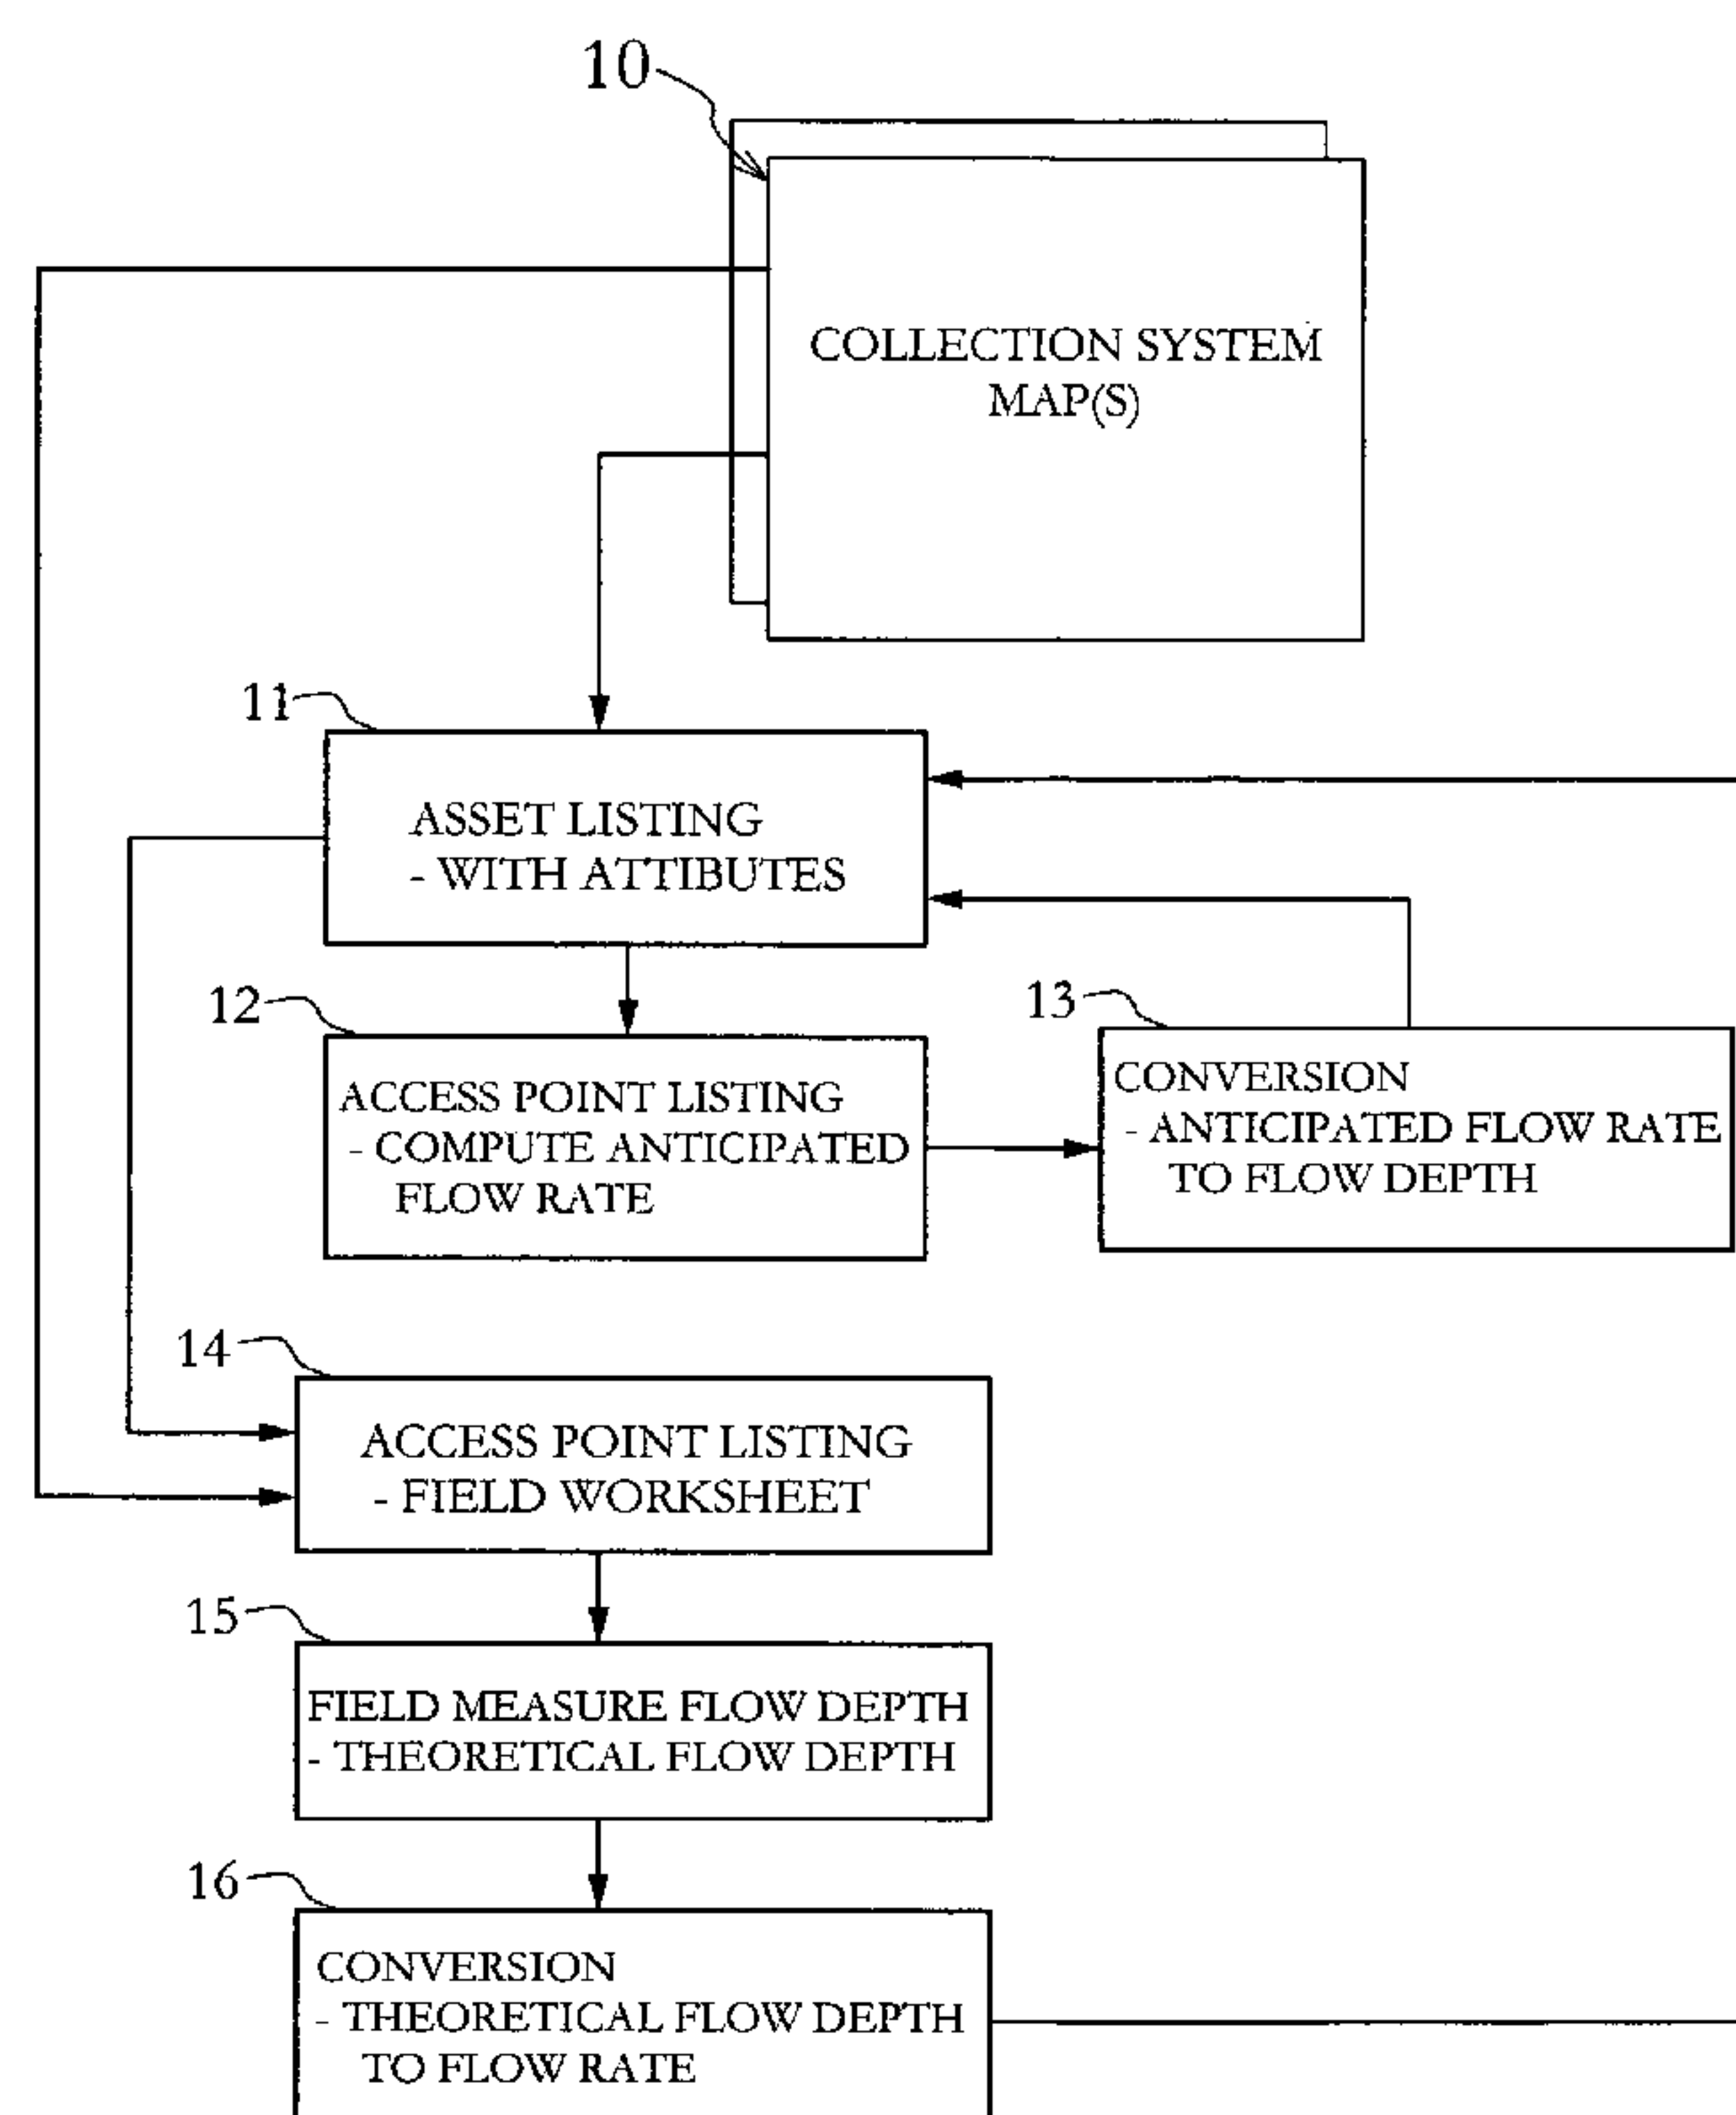 10
COLLECTION SYSTEM
MAP(S)
11
ASSET LISTING
- WITH ATTIBUTES
12
ACCESS POINT LISTING
- COMPUTE ANTICIPATED
FLOW RATE
13
CONVERSION
- ANTICIPATED FLOW RATE
TO FLOW DEPTH
14
ACCESS POINT LISTING
- FIELD WORKSHEET
15
FIELD MEASURE FLOW DEPTH
- THEORETICAL FLOW DEPTH
16
CONVERSION
- THEORETICAL FLOW DEPTH
TO FLOW RATE